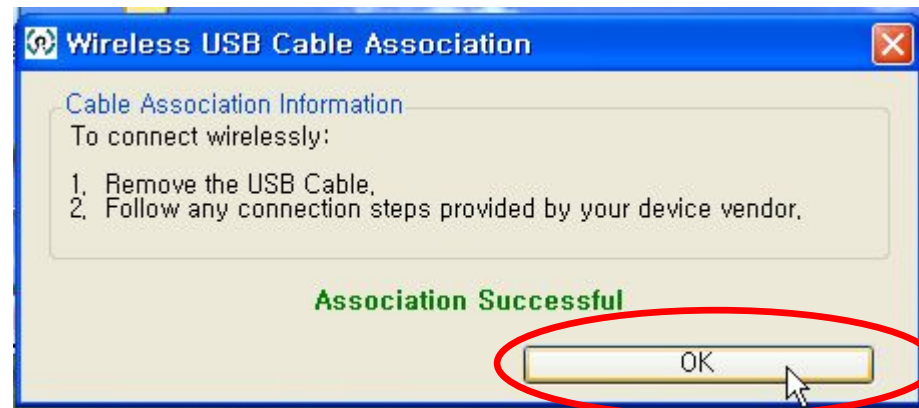 Wireless USB Cable Association
Cable Association Information
To connect wirelessly:
1. Remove the USB Cable.
2. Follow any connection steps provided by your device vendor.
Association Successful
OK